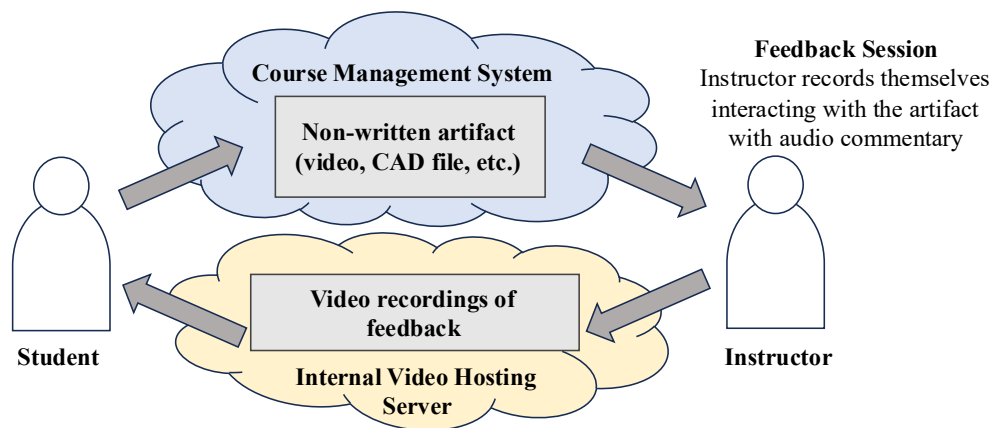 Feedback Session
Instructor records themselves
interacting with the artifact
with audio commentary
Course Management System
Non-written artifact
(video, CAD file, etc.)
Video recordings of
feedback
Internal Video Hosting
Server
Student
Instructor